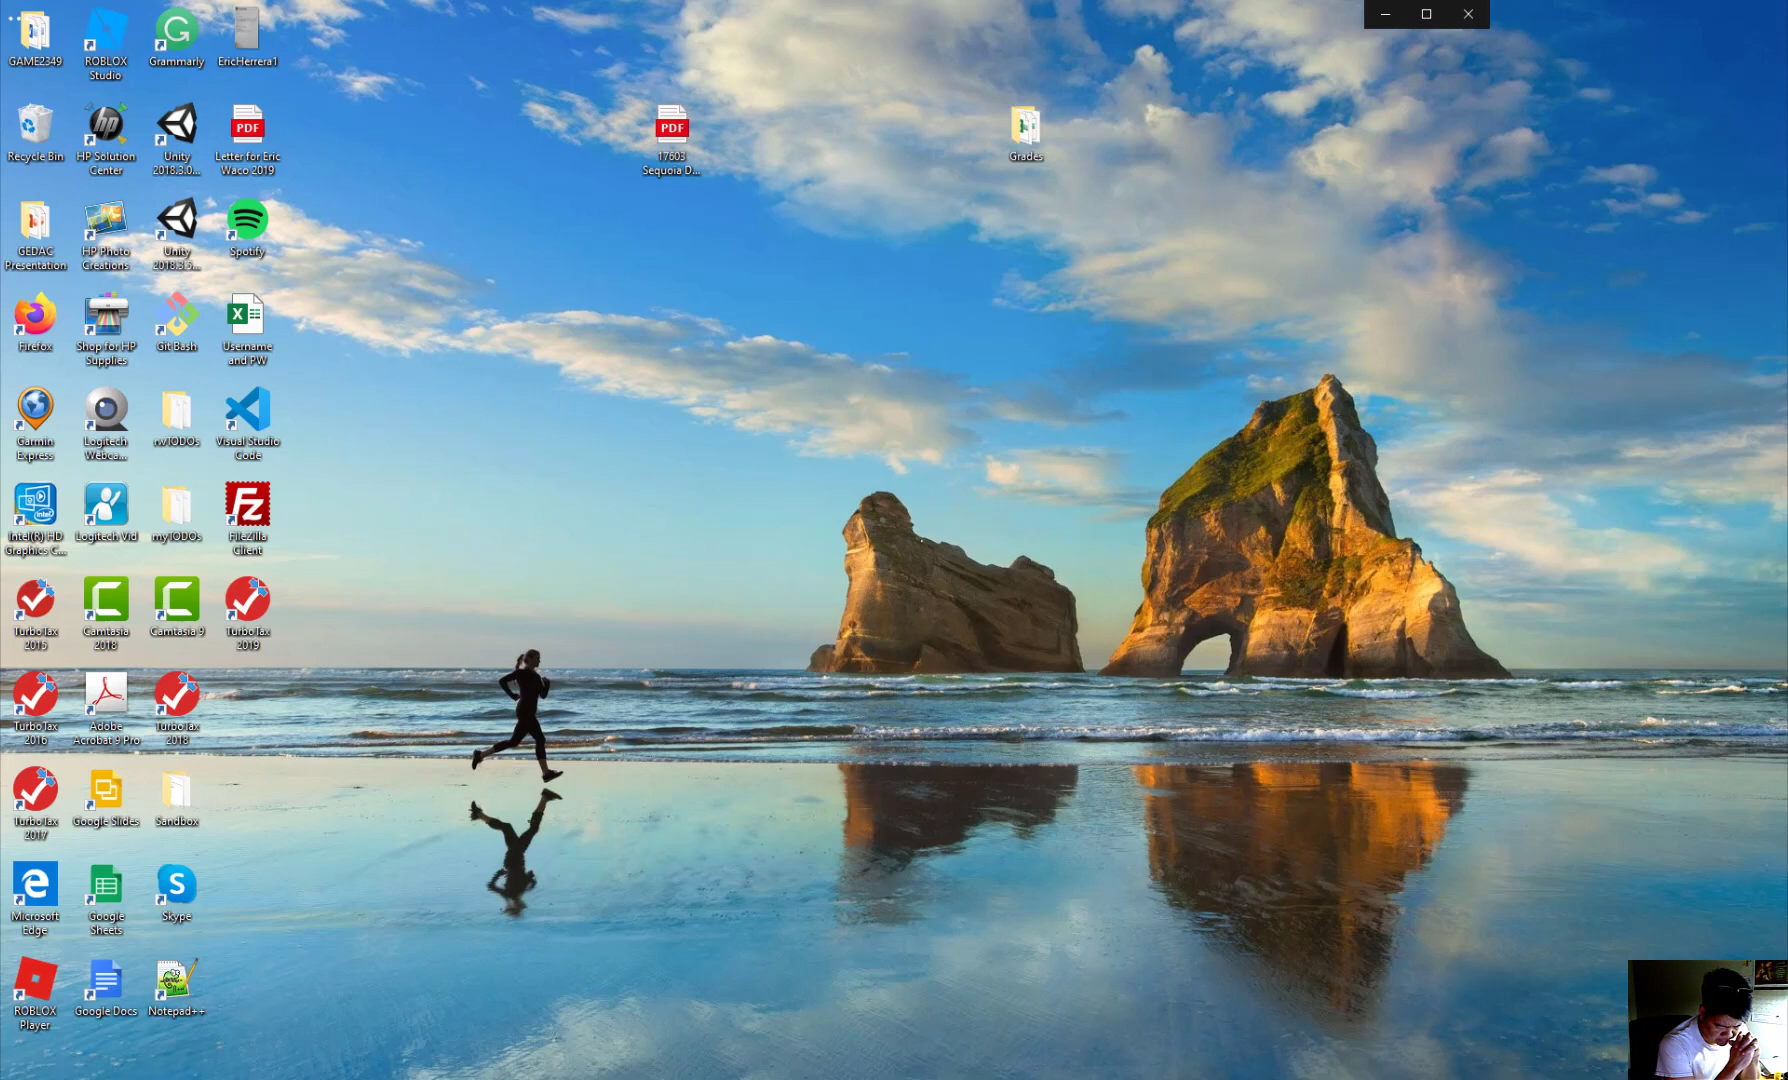 GAME2349
ROBLOX
Studio
Grammarly
EricHerrera1
Recycle Bin
HP Solution
Center
Unity
2018.3.0...
PDF
Letter for Eric
Waco 2019
PDF
17603
Sequoia D...
Grades
GEDAC
Presentation
HP Photo
Creations
Unity
2018.3.5...
Spotify
Firefox
Shop for HP
Supplies
Git Bash
Username
and PW
Garmin
Express
Logitech
Webca...
nvTODOs
Visual Studio
Code
Intel(R) HD
Graphics C...
Logitech Vid
myTODOs
FileZilla
Client
TurboTax
2015
Camtasia
2018
Camtasia 9
TurboTax
2019
TurboTax
2016
Adobe
Acrobat 9 Pro
TurboTax
2018
TurboTax
2017
Google Slides
Sandbox
Microsoft
Edge
Google
Sheets
Skype
ROBLOX
Player
Google Docs
Notepad++